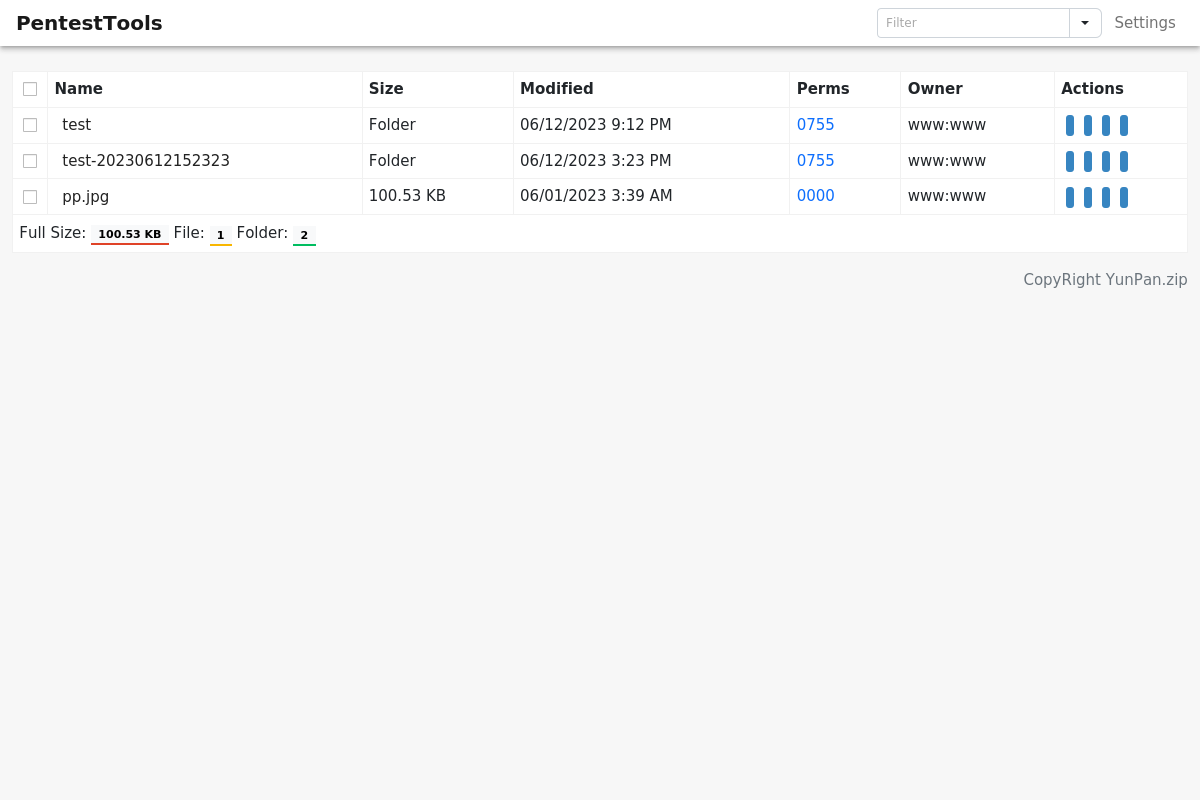 PentestTools Filter Settings
Name Size Modified Perms Owner Actions
test Folder 06/12/2023 9:12 PM 0755 www:www
test-20230612152323 Folder 06/12/2023 3:23 PM 0755 www:www
pp.jpg 100.53 KB 06/01/2023 3:39 AM 0000 www:www
Full Size: 100.53 KB File: 1 Folder: 2
CopyRight YunPan.zip